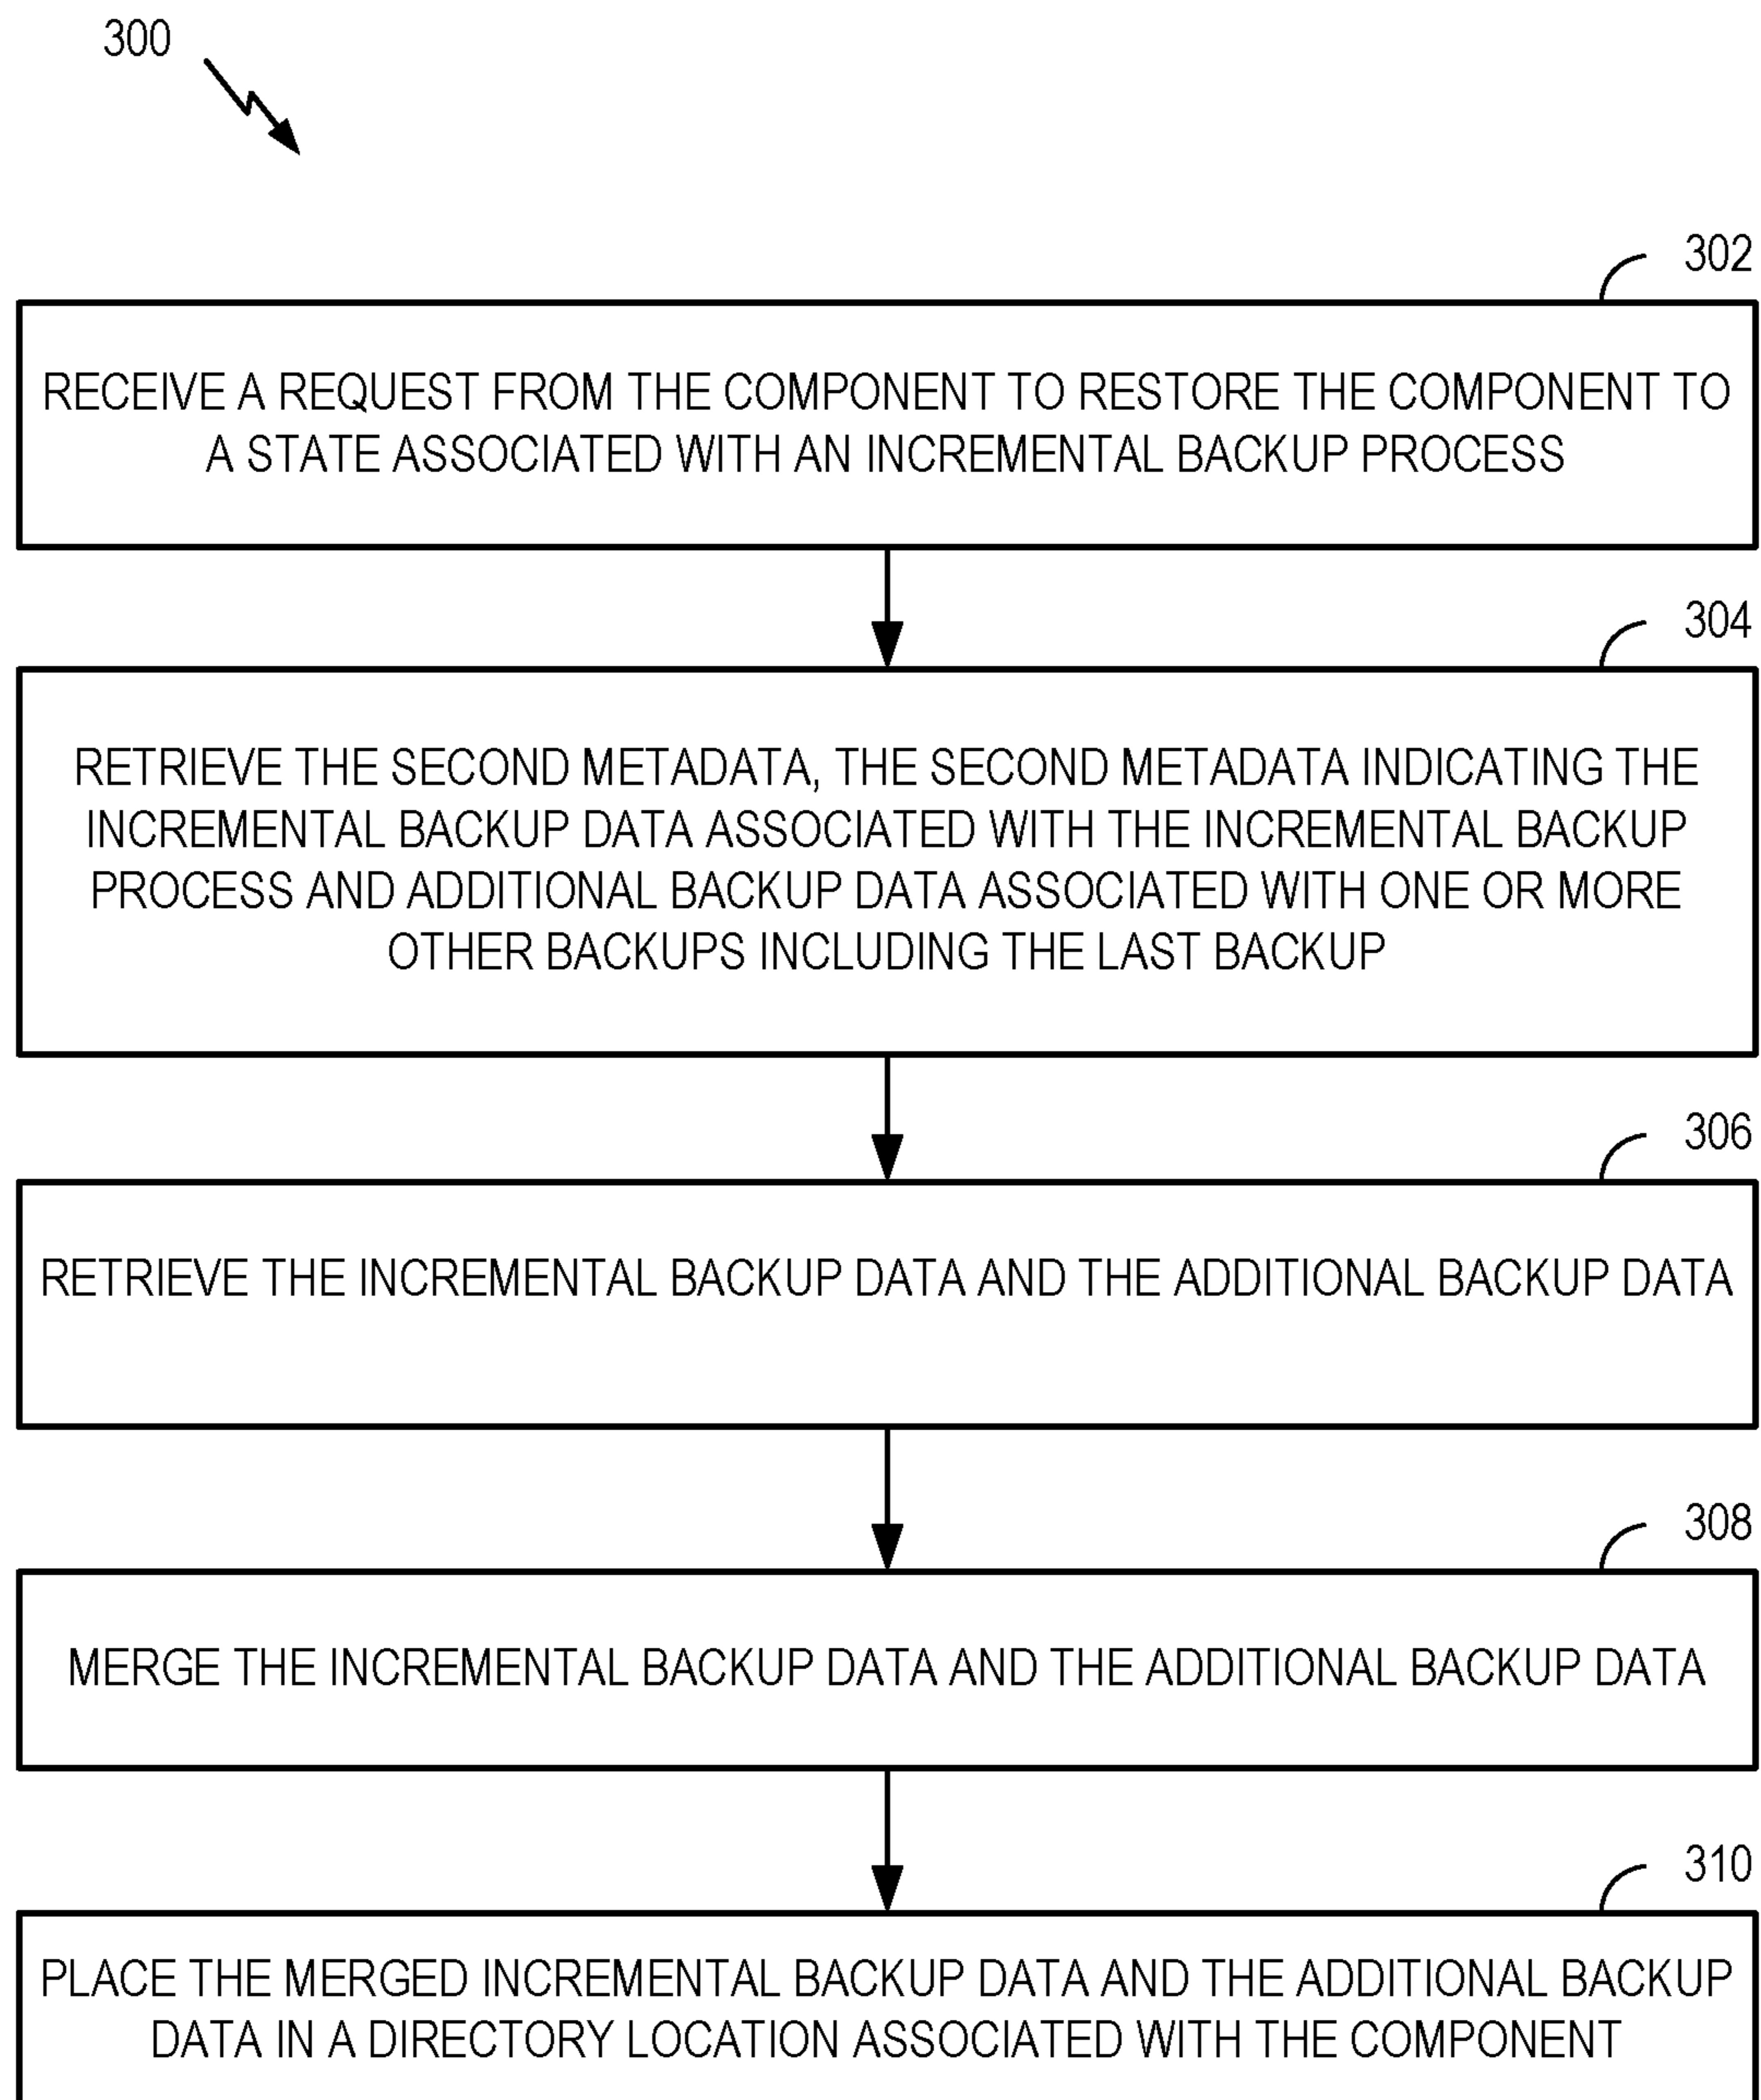 300
302
RECEIVE A REQUEST FROM THE COMPONENT TO RESTORE THE COMPONENT TO
A STATE ASSOCIATED WITH AN INCREMENTAL BACKUP PROCESS
304
RETRIEVE THE SECOND METADATA, THE SECOND METADATA INDICATING THE
INCREMENTAL BACKUP DATA ASSOCIATED WITH THE INCREMENTAL BACKUP
PROCESS AND ADDITIONAL BACKUP DATA ASSOCIATED WITH ONE OR MORE
OTHER BACKUPS INCLUDING THE LAST BACKUP
306
RETRIEVE THE INCREMENTAL BACKUP DATA AND THE ADDITIONAL BACKUP DATA
308
MERGE THE INCREMENTAL BACKUP DATA AND THE ADDITIONAL BACKUP DATA
310
PLACE THE MERGED INCREMENTAL BACKUP DATA AND THE ADDITIONAL BACKUP
DATA IN A DIRECTORY LOCATION ASSOCIATED WITH THE COMPONENT